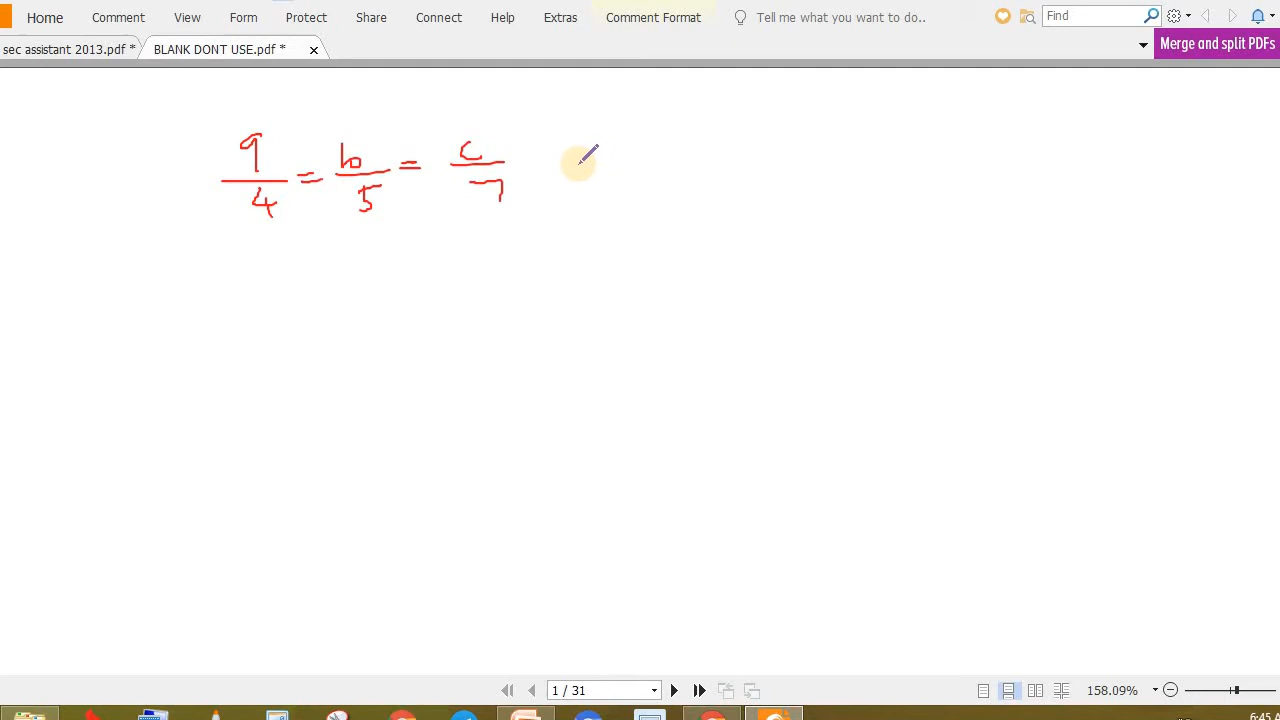 Home Comment View Form Protect Share Connect Help Extras Comment Format Tell me what you want to do.. Find
sec assistant 2013.pdf * BLANK DONT USE.pdf * Merge and split PDFs
a/4 = b/5 = c/7
1 / 31 158.09%